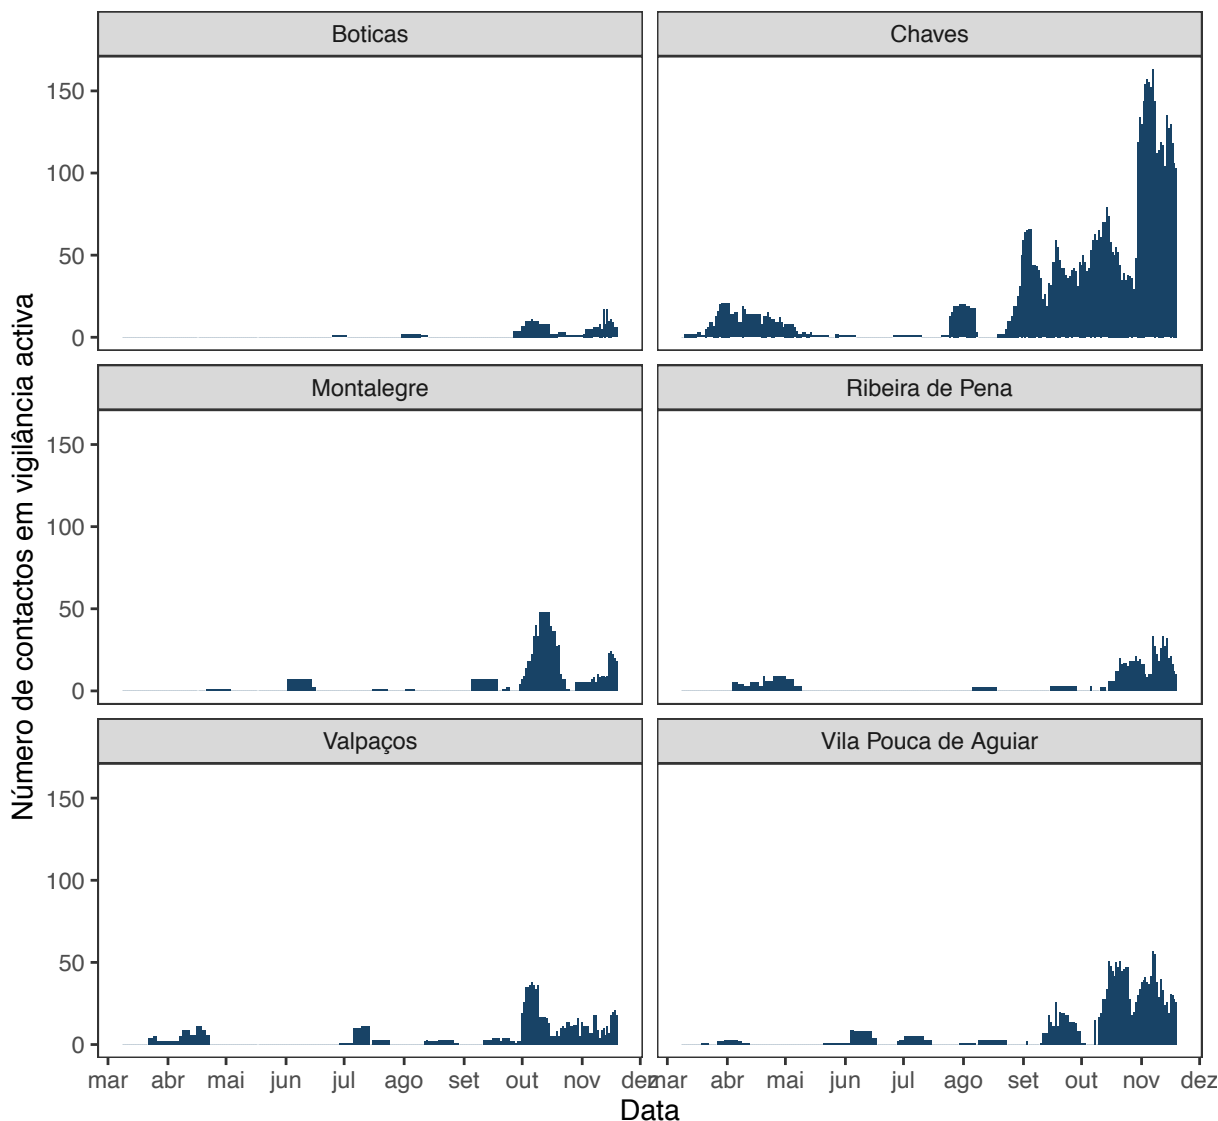 Boticas
Chaves
150
100
50
0
Montalegre
Ribeira de Pena
150
100
50
0
Valpaços
Vila Pouca de Aguiar
150
100
50
0
mar abr mai jun jul ago set out nov dez
mar abr mai jun jul ago set out nov dez
Data
Número de contactos em vigilância activa